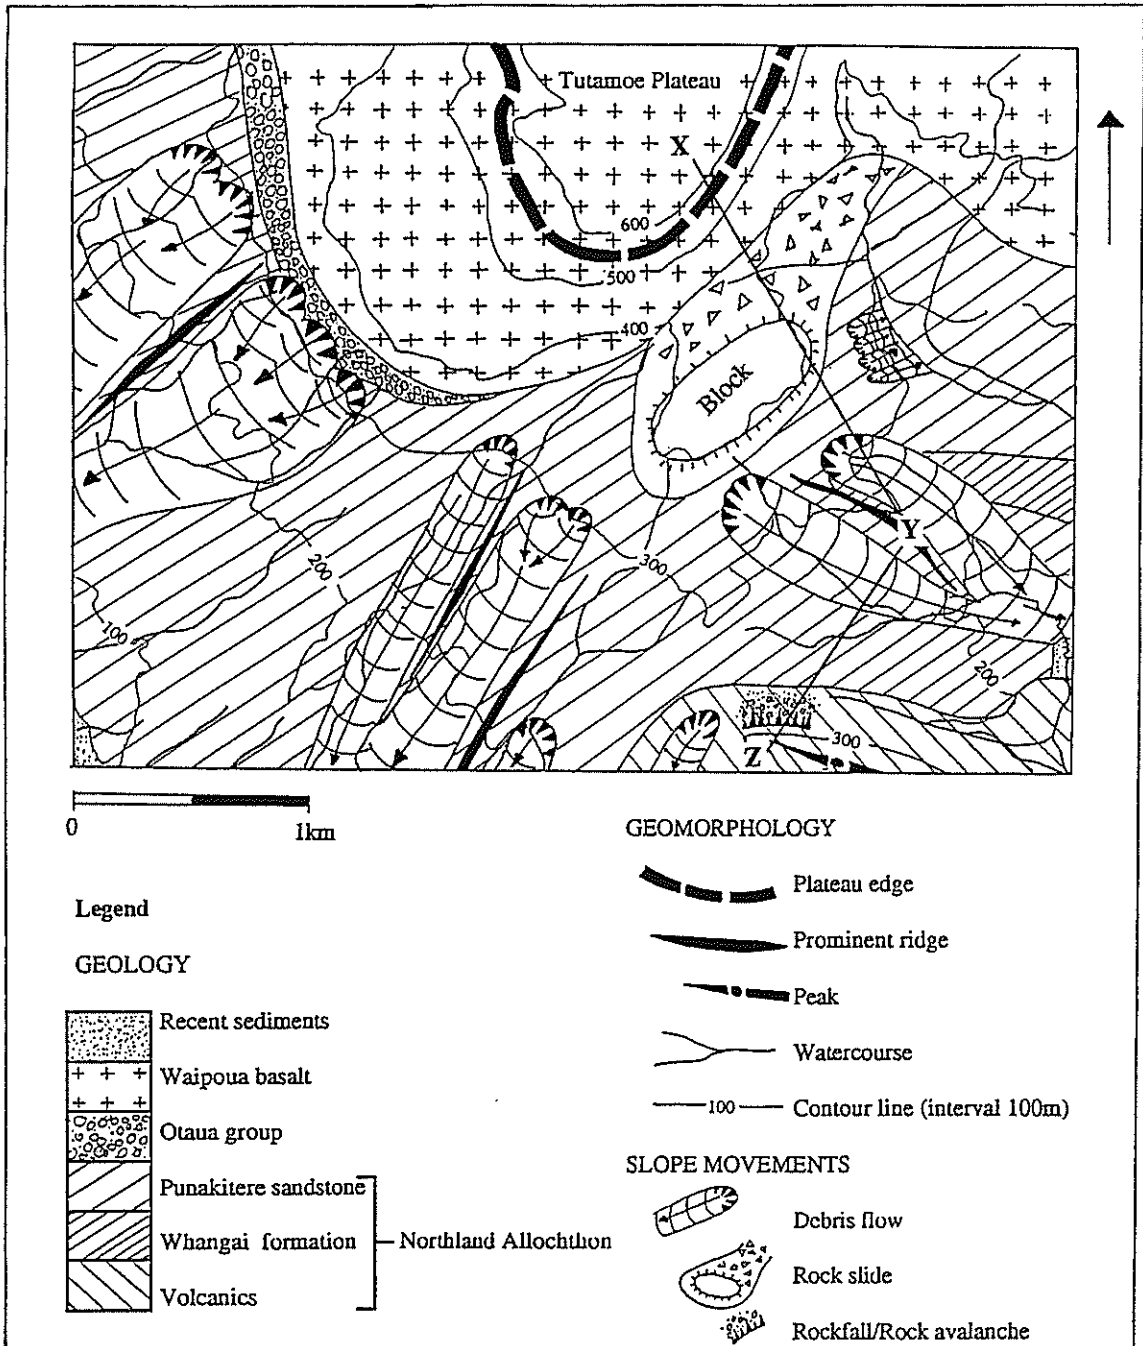 Tutamoe Plateau
X
600
500
400
Block
Y
200
300
100
200
Z
300
0
1km
Legend
GEOLOGY
Recent sediments
Waipoua basalt
Otaua group
Punakitere sandstone
Whangai formation
Northland Allochthon
Volcanics
GEOMORPHOLOGY
Plateau edge
Prominent ridge
Peak
Watercourse
100
Contour line (interval 100m)
SLOPE MOVEMENTS
Debris flow
Rock slide
Rockfall/Rock avalanche